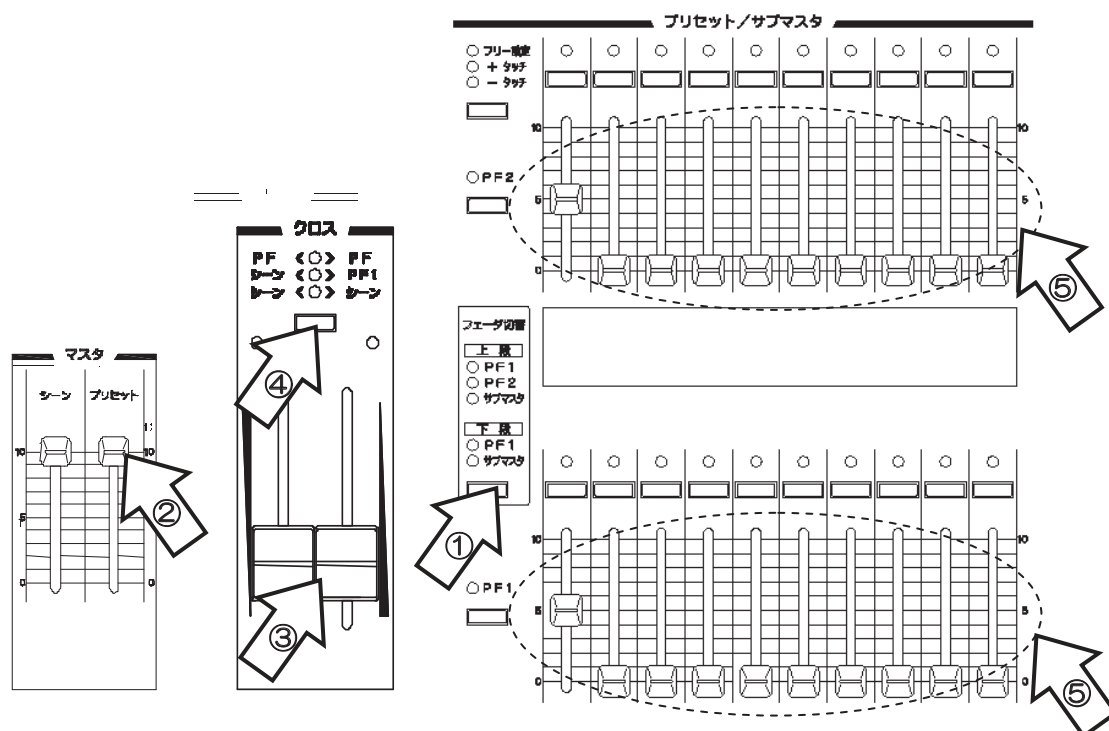 プリセット/サブマスタ
フリー設定
+ タッチ
- タッチ
10 10
PF2
5 5
0 0
⑤
クロス
PF 《 》 PF
シーン 《 》 PF1
シーン 《 》 シーン
④
③
マスタ
シーン プリセット
10 10
5
0 0
②
フェーダ切替
上 段
PF1
PF2
サブマスタ
下 段
PF1
サブマスタ
①
10 10
PF1
5 5
0 0
⑤